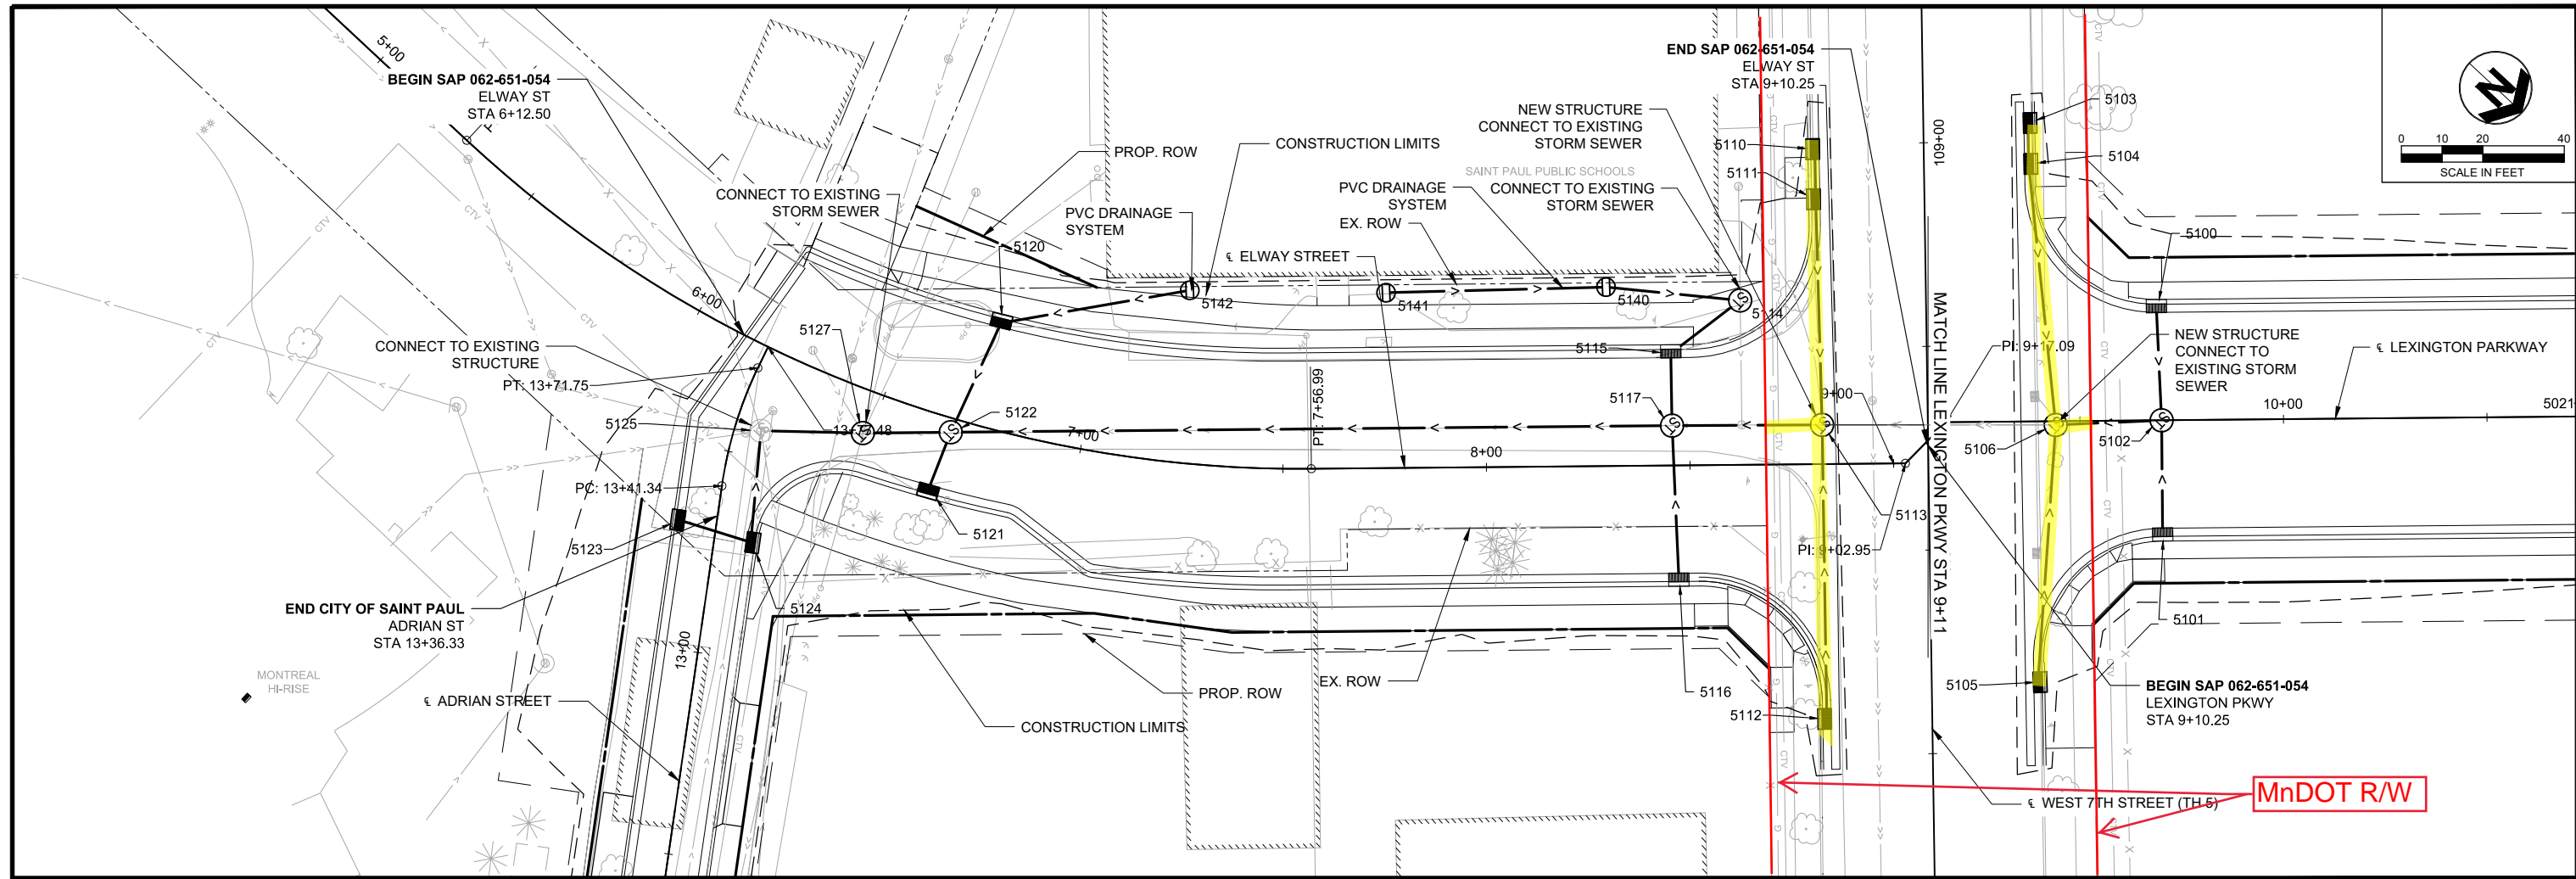 5+00
BEGIN SAP 062-651-054
ELWAY ST
STA 6+12.50
END SAP 062-651-054
ELWAY ST
STA 9+10.25
NEW STRUCTURE
CONNECT TO EXISTING
STORM SEWER
PROP. ROW
CONSTRUCTION LIMITS
SAINT PAUL PUBLIC SCHOOLS
CONNECT TO EXISTING
STORM SEWER
PVC DRAINAGE
SYSTEM
PVC DRAINAGE
SYSTEM
CONNECT TO EXISTING
STORM SEWER
EX. ROW
℄ ELWAY STREET
5110
5111
5103
5104
5100
109+00
N
0 10 20 40
SCALE IN FEET
5120
5142
5141
5140
5114
5115
5117
6+00
5127
CONNECT TO EXISTING
STRUCTURE
PT: 13+71.75
5125
5122
7+00
PT: 7+56.99
8+00
9+00
MATCH LINE LEXINGTON PKWY STA 9+11
PI: 9+17.09
NEW STRUCTURE
CONNECT TO
EXISTING STORM
SEWER
℄ LEXINGTON PARKWAY
10+00
5021
5106
5102
PC: 13+41.34
5123
5121
5124
5113
PI: 9+02.95
5101
END CITY OF SAINT PAUL
ADRIAN ST
STA 13+36.33
13+00
MONTREAL
HI-RISE
℄ ADRIAN STREET
CONSTRUCTION LIMITS
PROP. ROW
EX. ROW
5116
5112
5105
BEGIN SAP 062-651-054
LEXINGTON PKWY
STA 9+10.25
℄ WEST 7TH STREET (TH 5)
MnDOT R/W